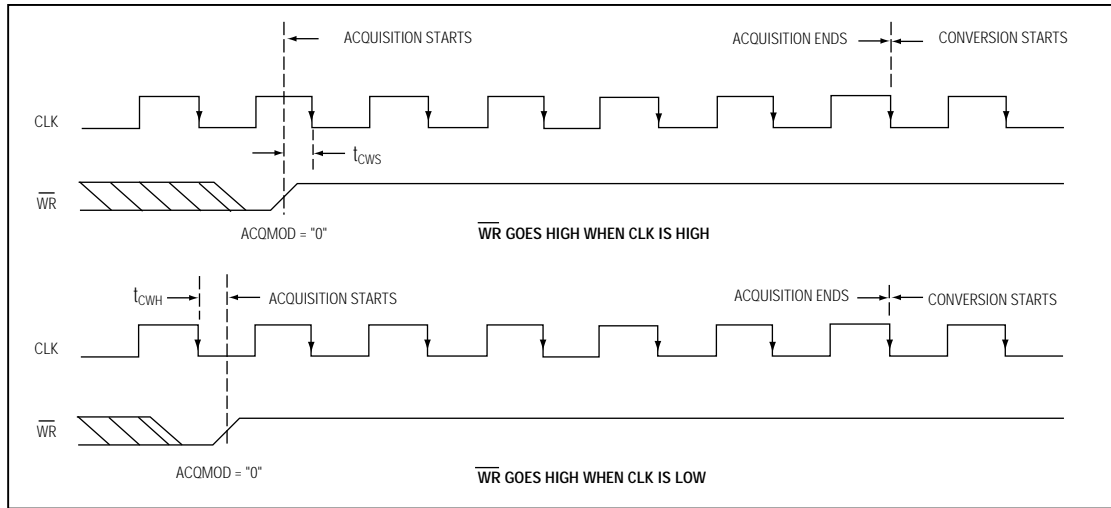 ACQUISITION STARTS
ACQUISITION ENDS
CONVERSION STARTS
CLK
tCWS
WR
ACQMOD = "0"
WR GOES HIGH WHEN CLK IS HIGH
tCWH
ACQUISITION STARTS
ACQUISITION ENDS
CONVERSION STARTS
CLK
WR
ACQMOD = "0"
WR GOES HIGH WHEN CLK IS LOW